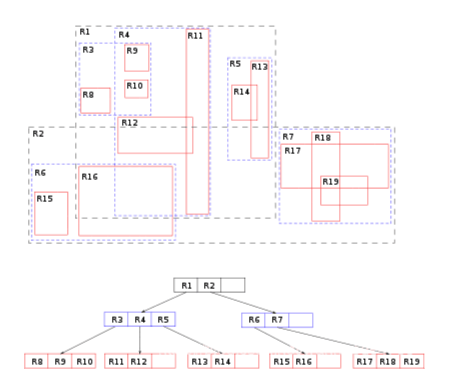 R1
R4
R11
R3
R9
R5
R13
R10
R8
R14
R12
R2
R7
R18
R17
R6
R16
R19
R15
R1 R2
R3 R4 R5
R6 R7
R8 R9 R10
R11 R12
R13 R14
R15 R16
R17 R18 R19